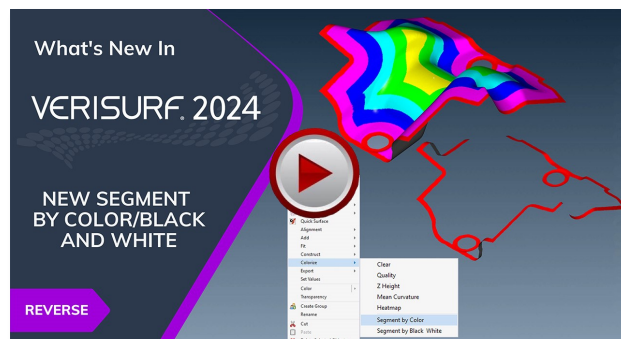 What's New In
VERISURF. 2024
NEW SEGMENT
BY COLOR/BLACK
AND WHITE
REVERSE
Quick Surface
Alignment
Add
Fit
Construct
Colorize
Export
Set Values
Color
Transparency
Create Group
Rename
Cut
Paste
Clear
Quality
Z Height
Mean Curvature
Heatmap
Segment by Color
Segment by Black White